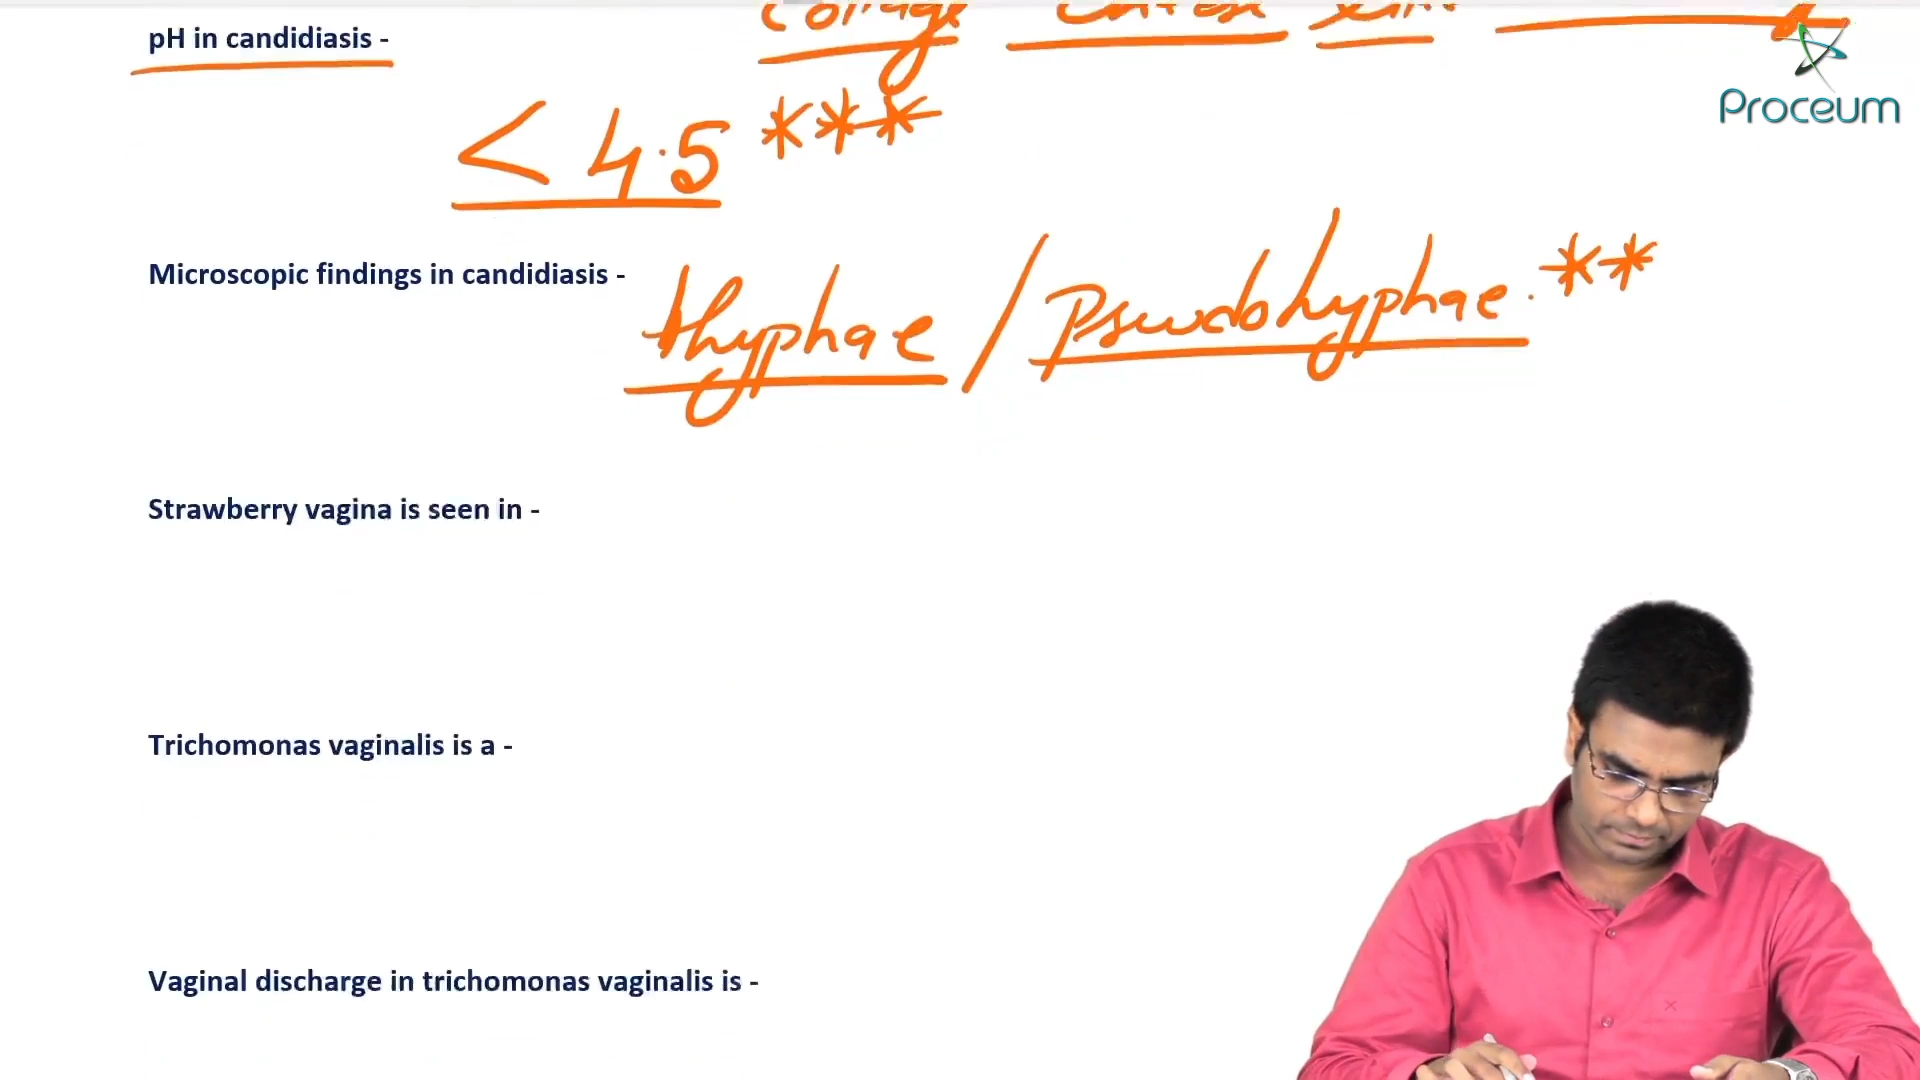 pH in candidiasis -
Proceum
< 4.5 ***
Microscopic findings in candidiasis -
Hyphae / Pseudohyphae. **
Strawberry vagina is seen in -
Trichomonas vaginalis is a -
Vaginal discharge in trichomonas vaginalis is -